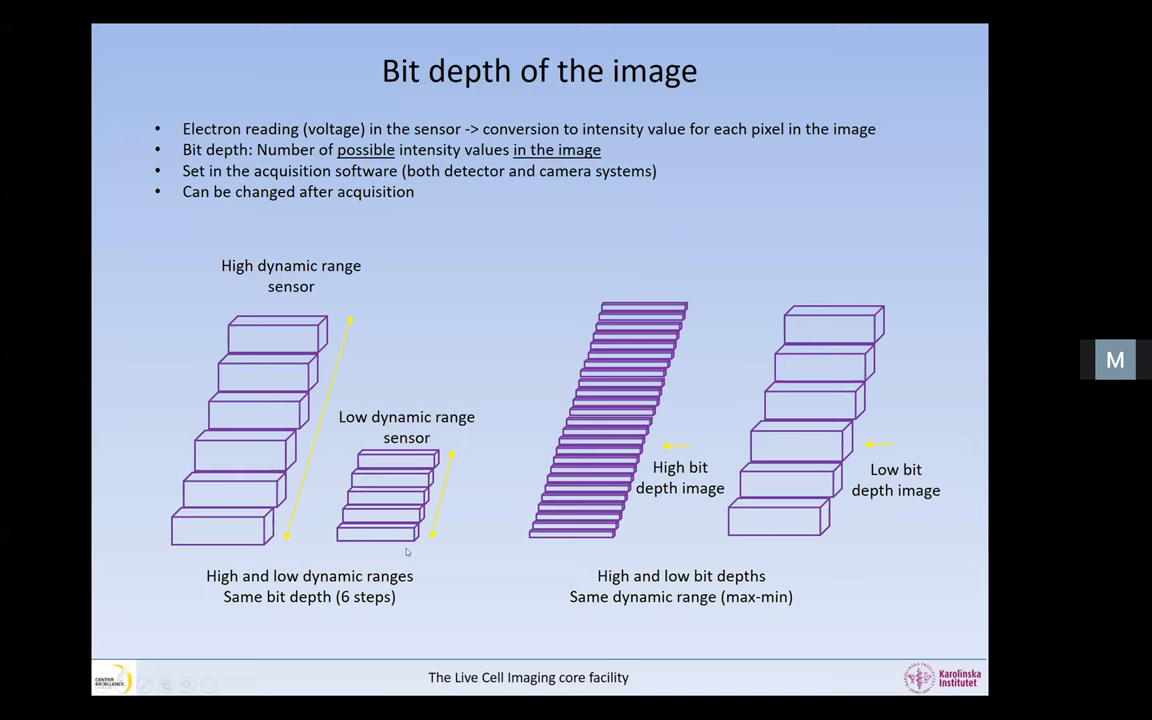 Bit depth of the image
• Electron reading (voltage) in the sensor -> conversion to intensity value for each pixel in the image
• Bit depth: Number of possible intensity values in the image
• Set in the acquisition software (both detector and camera systems)
• Can be changed after acquisition
High dynamic range
sensor
Low dynamic range
sensor
High bit
depth image
Low bit
depth image
High and low dynamic ranges
Same bit depth (6 steps)
High and low bit depths
Same dynamic range (max-min)
M
The Live Cell Imaging core facility
Karolinska
Institutet